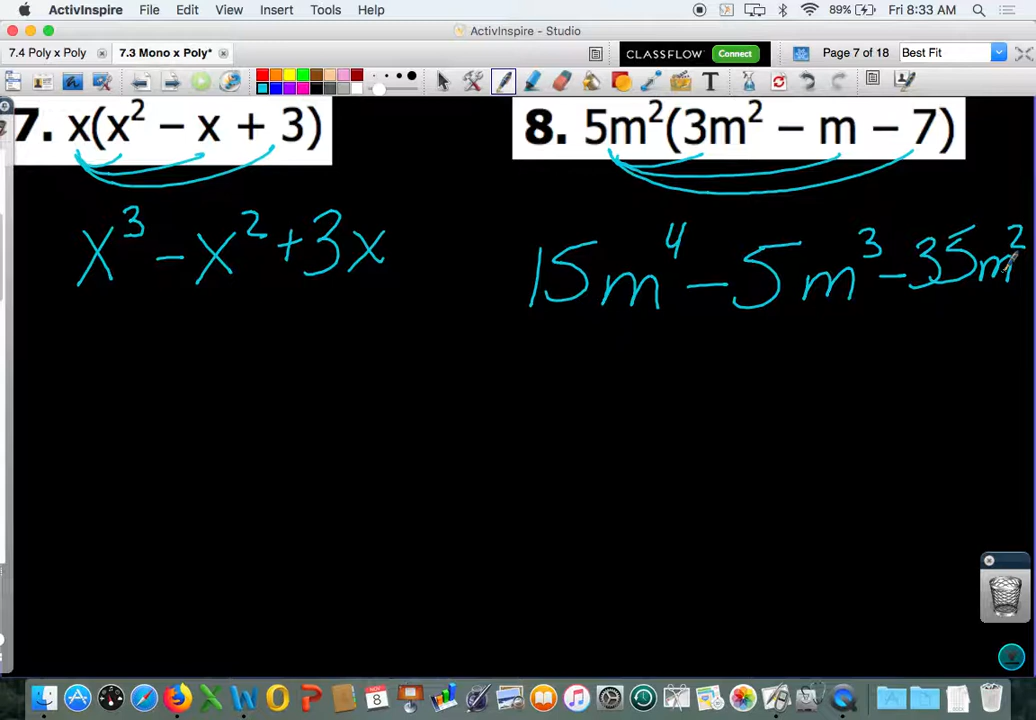 ActivInspire File Edit View Insert Tools Help 89% Fri 8:33 AM
ActivInspire - Studio
7.4 Poly x Poly 7.3 Mono x Poly* CLASSFLOW Connect Page 7 of 18 Best Fit
7. x(x² − x + 3) 8. 5m²(3m² − m − 7)
x³ − x² + 3x 15m⁴ − 5m³ − 35m²